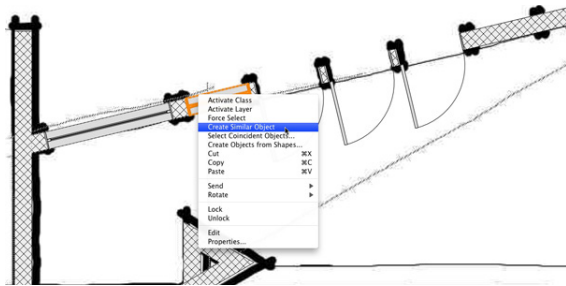 Activate Class
Activate Layer
Force Select
Create Similar Object
Select Coincident Objects...
Create Objects from Shapes...
Cut ⌘X
Copy ⌘C
Paste ⌘V
Send
Rotate
Lock
Unlock
Edit
Properties...